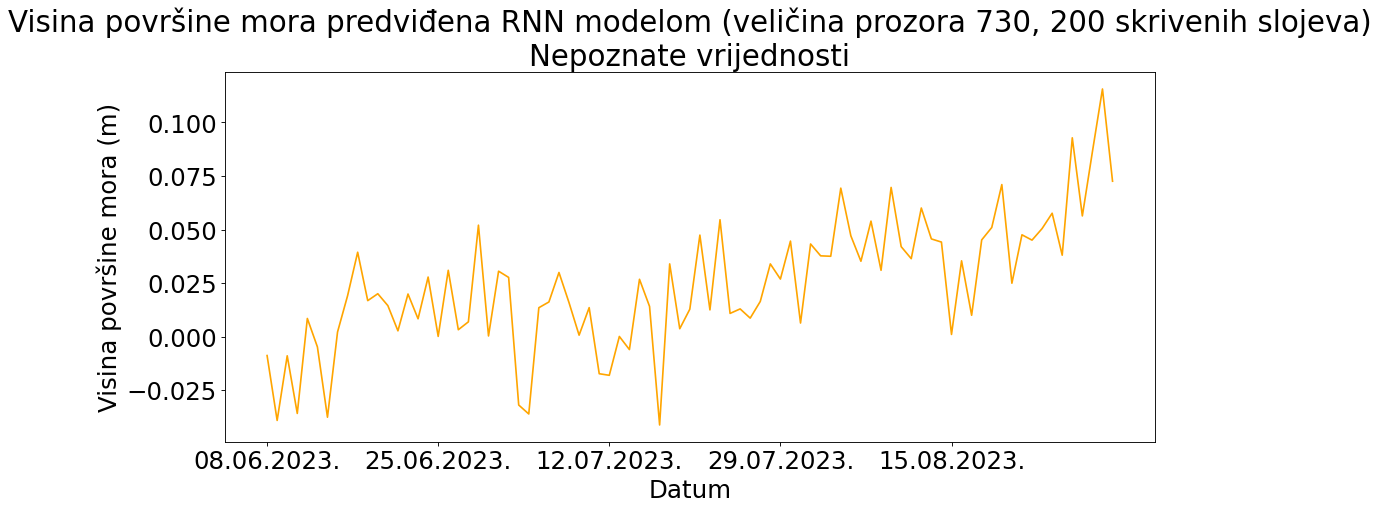 Visina površine mora predviđena RNN modelom (veličina prozora 730, 200 skrivenih slojeva)
Nepoznate vrijednosti
Visina površine mora (m)
0.100
0.075
0.050
0.025
0.000
−0.025
08.06.2023. 25.06.2023. 12.07.2023. 29.07.2023. 15.08.2023.
Datum